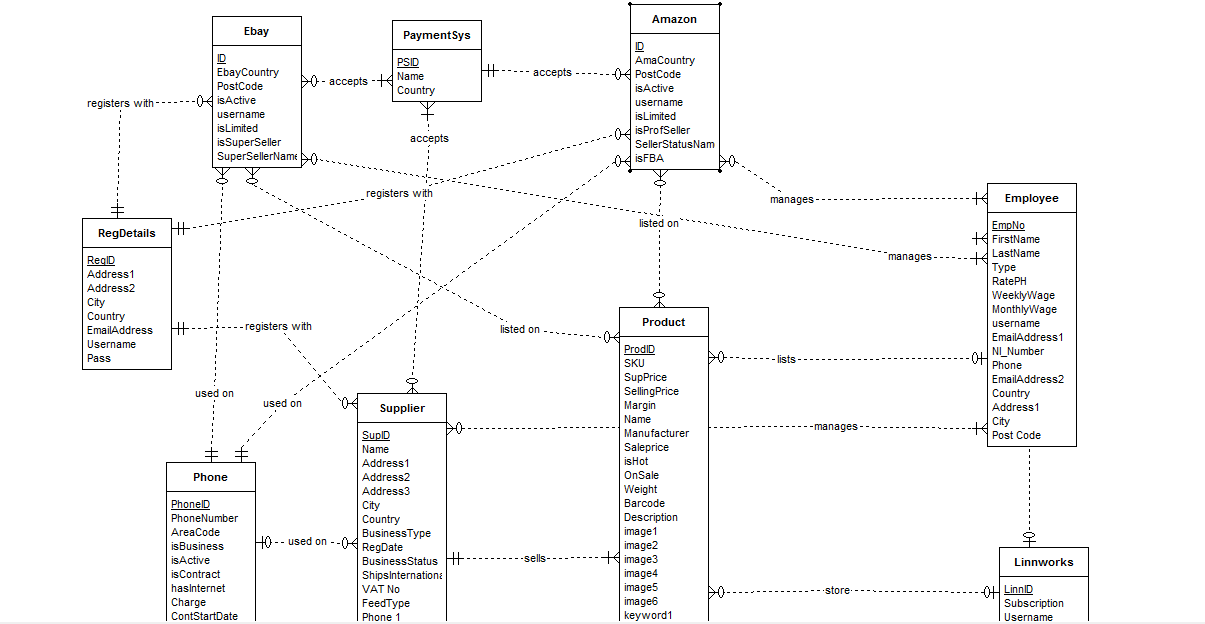 Ebay
ID
EbayCountry
PostCode
isActive
username
isLimited
isSuperSeller
SuperSellerName
PaymentSys
PSID
Name
Country
Amazon
ID
AmaCountry
PostCode
isActive
username
isLimited
isProfSeller
SellerStatusNam
isFBA
accepts
accepts
accepts
registers with
registers with
registers with
manages
manages
manages
listed on
listed on
used on
used on
used on
lists
sells
store
RegDetails
RegID
Address1
Address2
City
Country
EmailAddress
Username
Pass
Employee
EmpNo
FirstName
LastName
Type
RatePH
WeeklyWage
MonthlyWage
username
EmailAddress1
NI_Number
Phone
EmailAddress2
Country
Address1
City
Post Code
Product
ProdID
SKU
SupPrice
SellingPrice
Margin
Name
Manufacturer
Saleprice
isHot
OnSale
Weight
Barcode
Description
image1
image2
image3
image4
image5
image6
keyword1
Supplier
SupID
Name
Address1
Address2
Address3
City
Country
BusinessType
RegDate
BusinessStatus
ShipsInternationa
VAT No
FeedType
Phone 1
Phone
PhoneID
PhoneNumber
AreaCode
isBusiness
isActive
isContract
hasInternet
Charge
ContStartDate
Linnworks
LinnID
Subscription
Username